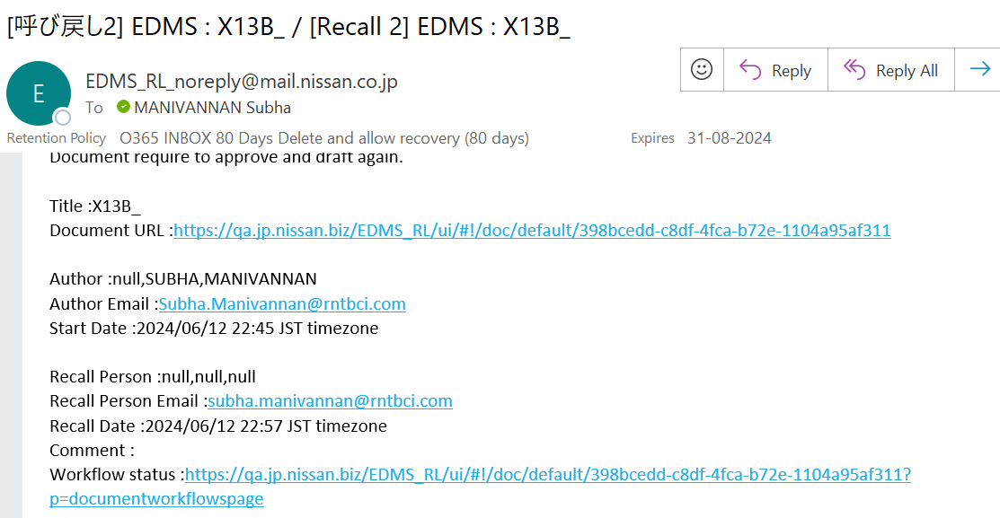 [呼び戻し2] EDMS : X13B_ / [Recall 2] EDMS : X13B_
E
EDMS_RL_noreply@mail.nissan.co.jp
Reply
Reply All
To MANIVANNAN Subha
Retention Policy O365 INBOX 80 Days Delete and allow recovery (80 days)
Expires 31-08-2024
Document require to approve and draft again.
Title :X13B_
Document URL :https://qa.jp.nissan.biz/EDMS_RL/ui/#!/doc/default/398bcedd-c8df-4fca-b72e-1104a95af311
Author :null,SUBHA,MANIVANNAN
Author Email :Subha.Manivannan@rntbci.com
Start Date :2024/06/12 22:45 JST timezone
Recall Person :null,null,null
Recall Person Email :subha.manivannan@rntbci.com
Recall Date :2024/06/12 22:57 JST timezone
Comment :
Workflow status :https://qa.jp.nissan.biz/EDMS_RL/ui/#!/doc/default/398bcedd-c8df-4fca-b72e-1104a95af311?
p=documentworkflowspage